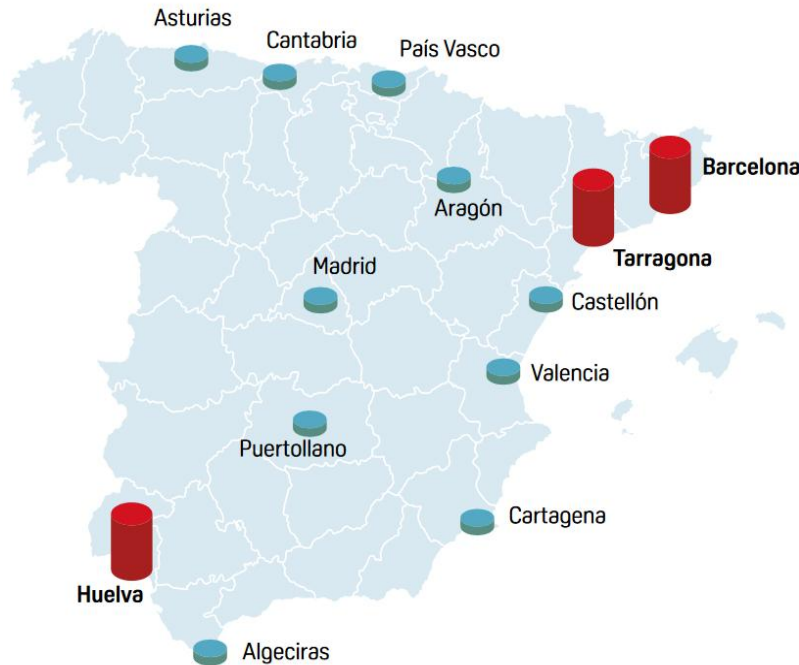 Asturias
Cantabria
País Vasco
Barcelona
Aragón
Tarragona
Madrid
Castellón
Valencia
Puertollano
Cartagena
Huelva
Algeciras